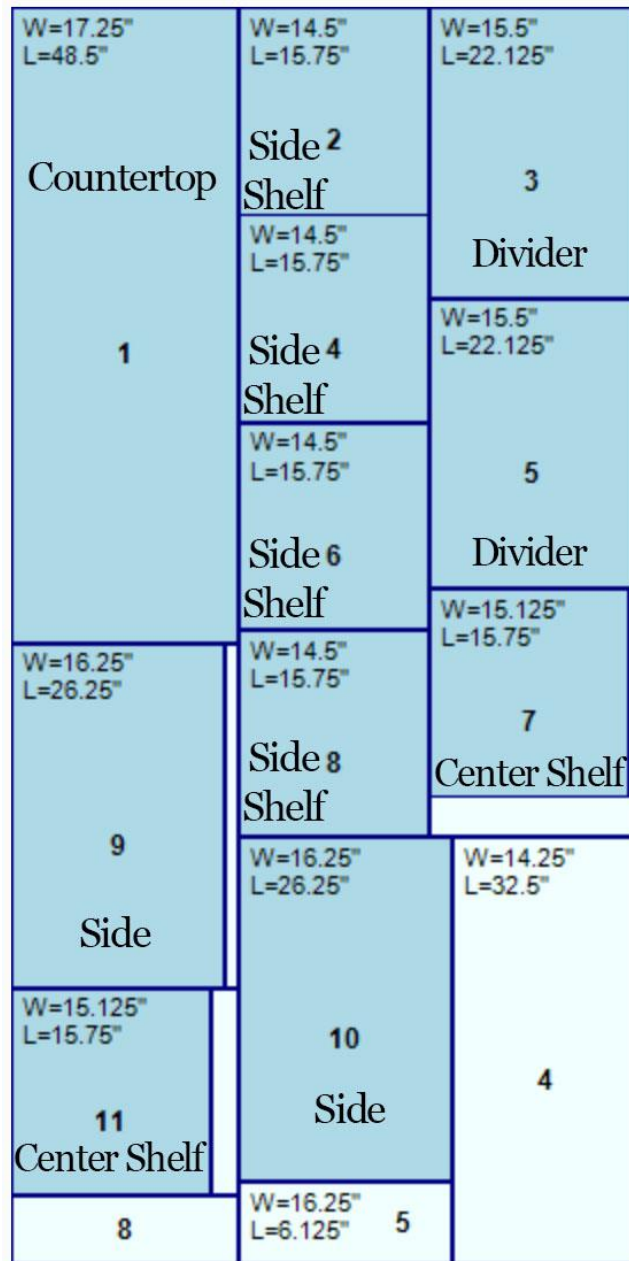 W=17.25"
L=48.5"
Countertop
1
W=14.5"
L=15.75"
Side 2
Shelf
W=15.5"
L=22.125"
3
Divider
W=14.5"
L=15.75"
Side 4
Shelf
W=15.5"
L=22.125"
5
Divider
W=14.5"
L=15.75"
Side 6
Shelf
W=15.125"
L=15.75"
7
Center Shelf
W=14.5"
L=15.75"
Side 8
Shelf
W=16.25"
L=26.25"
9
Side
W=16.25"
L=26.25"
10
Side
W=14.25"
L=32.5"
4
W=15.125"
L=15.75"
11
Center Shelf
8
W=16.25"
L=6.125" 5